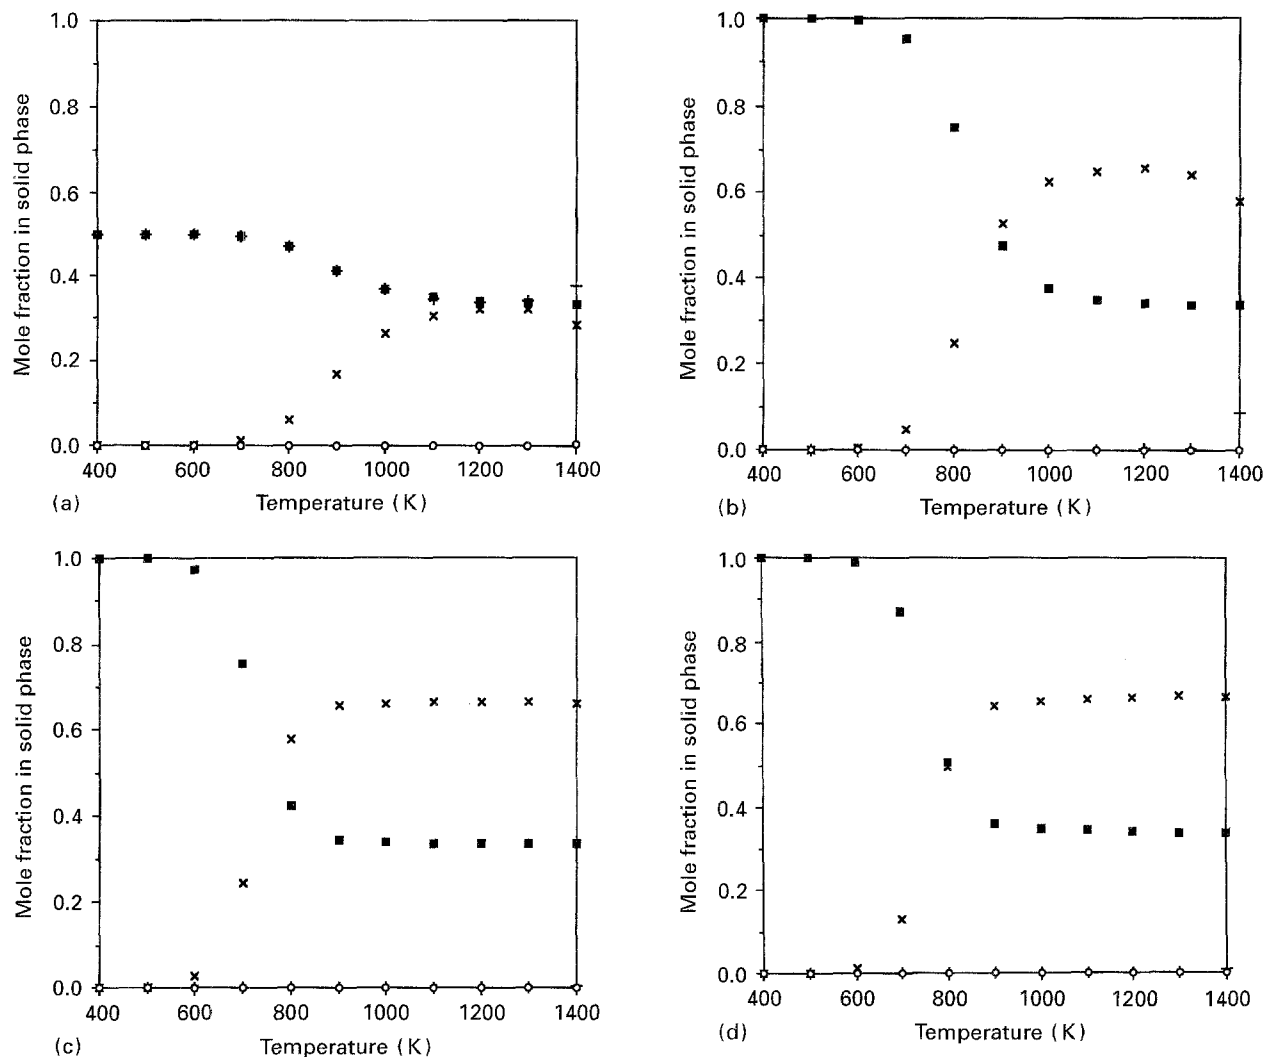 1.0
0.8
0.6
0.4
0.2
0.0
Mole fraction in solid phase
400 600 800 1000 1200 1400
(a) Temperature (K)
1.0
0.8
0.6
0.4
0.2
0.0
Mole fraction in solid phase
400 600 800 1000 1200 1400
(b) Temperature (K)
1.0
0.8
0.6
0.4
0.2
0.0
Mole fraction in solid phase
400 600 800 1000 1200 1400
(c) Temperature (K)
1.0
0.8
0.6
0.4
0.2
0.0
Mole fraction in solid phase
400 600 800 1000 1200 1400
(d) Temperature (K)